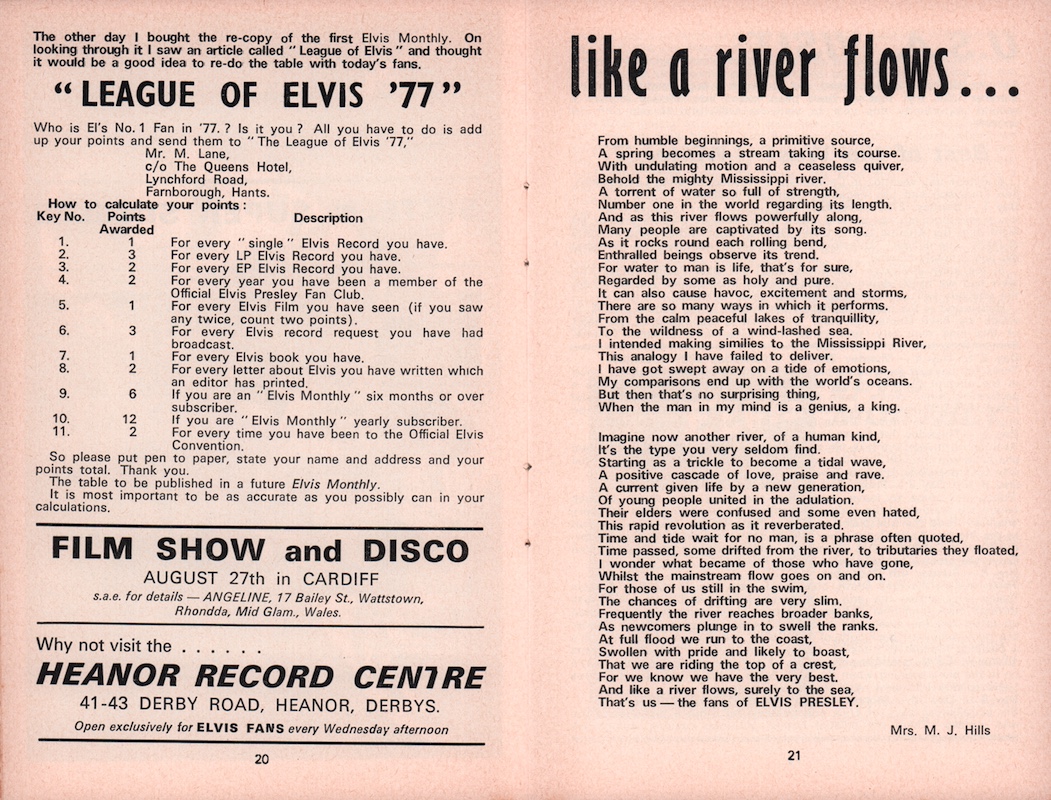 The other day I bought the re-copy of the first Elvis Monthly. On
looking through it I saw an article called "League of Elvis" and thought
it would be a good idea to re-do the table with today's fans.
"LEAGUE OF ELVIS '77"
Who is El's No. 1 Fan in '77. ? Is it you ? All you have to do is add
up your points and send them to "The League of Elvis '77,"
Mr. M. Lane,
c/o The Queens Hotel,
Lynchford Road,
Farnborough, Hants.
How to calculate your points :
Key No. Points Description
Awarded
1. 1 For every "single" Elvis Record you have.
2. 3 For every LP Elvis Record you have.
3. 2 For every EP Elvis Record you have.
4. 2 For every year you have been a member of the
Official Elvis Presley Fan Club.
5. 1 For every Elvis Film you have seen (if you saw
any twice, count two points).
6. 3 For every Elvis record request you have had
broadcast.
7. 1 For every Elvis book you have.
8. 2 For every letter about Elvis you have written which
an editor has printed.
9. 6 If you are an "Elvis Monthly" six months or over
subscriber.
10. 12 If you are "Elvis Monthly" yearly subscriber.
11. 2 For every time you have been to the Official Elvis
Convention.
So please put pen to paper, state your name and address and your
points total. Thank you.
The table to be published in a future Elvis Monthly.
It is most important to be as accurate as you possibly can in your
calculations.
FILM SHOW and DISCO
AUGUST 27th in CARDIFF
s.a.e. for details — ANGELINE, 17 Bailey St., Wattstown,
Rhondda, Mid Glam., Wales.
Why not visit the . . . . . .
HEANOR RECORD CENTRE
41-43 DERBY ROAD, HEANOR, DERBYS.
Open exclusively for ELVIS FANS every Wednesday afternoon
20
like a river flows...
From humble beginnings, a primitive source,
A spring becomes a stream taking its course.
With undulating motion and a ceaseless quiver,
Behold the mighty Mississippi river.
A torrent of water so full of strength,
Number one in the world regarding its length.
And as this river flows powerfully along,
Many people are captivated by its song.
As it rocks round each rolling bend,
Enthralled beings observe its trend.
For water to man is life, that's for sure,
Regarded by some as holy and pure.
It can also cause havoc, excitement and storms,
There are so many ways in which it performs.
From the calm peaceful lakes of tranquillity,
To the wildness of a wind-lashed sea.
I intended making similies to the Mississippi River,
This analogy I have failed to deliver.
I have got swept away on a tide of emotions,
My comparisons end up with the world's oceans.
But then that's no surprising thing,
When the man in my mind is a genius, a king.
Imagine now another river, of a human kind,
It's the type you very seldom find.
Starting as a trickle to become a tidal wave,
A positive cascade of love, praise and rave.
A current given life by a new generation,
Of young people united in the adulation.
Their elders were confused and some even hated,
This rapid revolution as it reverberated.
Time and tide wait for no man, is a phrase often quoted,
Time passed, some drifted from the river, to tributaries they floated,
I wonder what became of those who have gone,
Whilst the mainstream flow goes on and on.
For those of us still in the swim,
The chances of drifting are very slim.
Frequently the river reaches broader banks,
As newcomers plunge in to swell the ranks.
At full flood we run to the coast,
Swollen with pride and likely to boast,
That we are riding the top of a crest,
For we know we have the very best.
And like a river flows, surely to the sea,
That's us — the fans of ELVIS PRESLEY.
Mrs. M. J. Hills
21